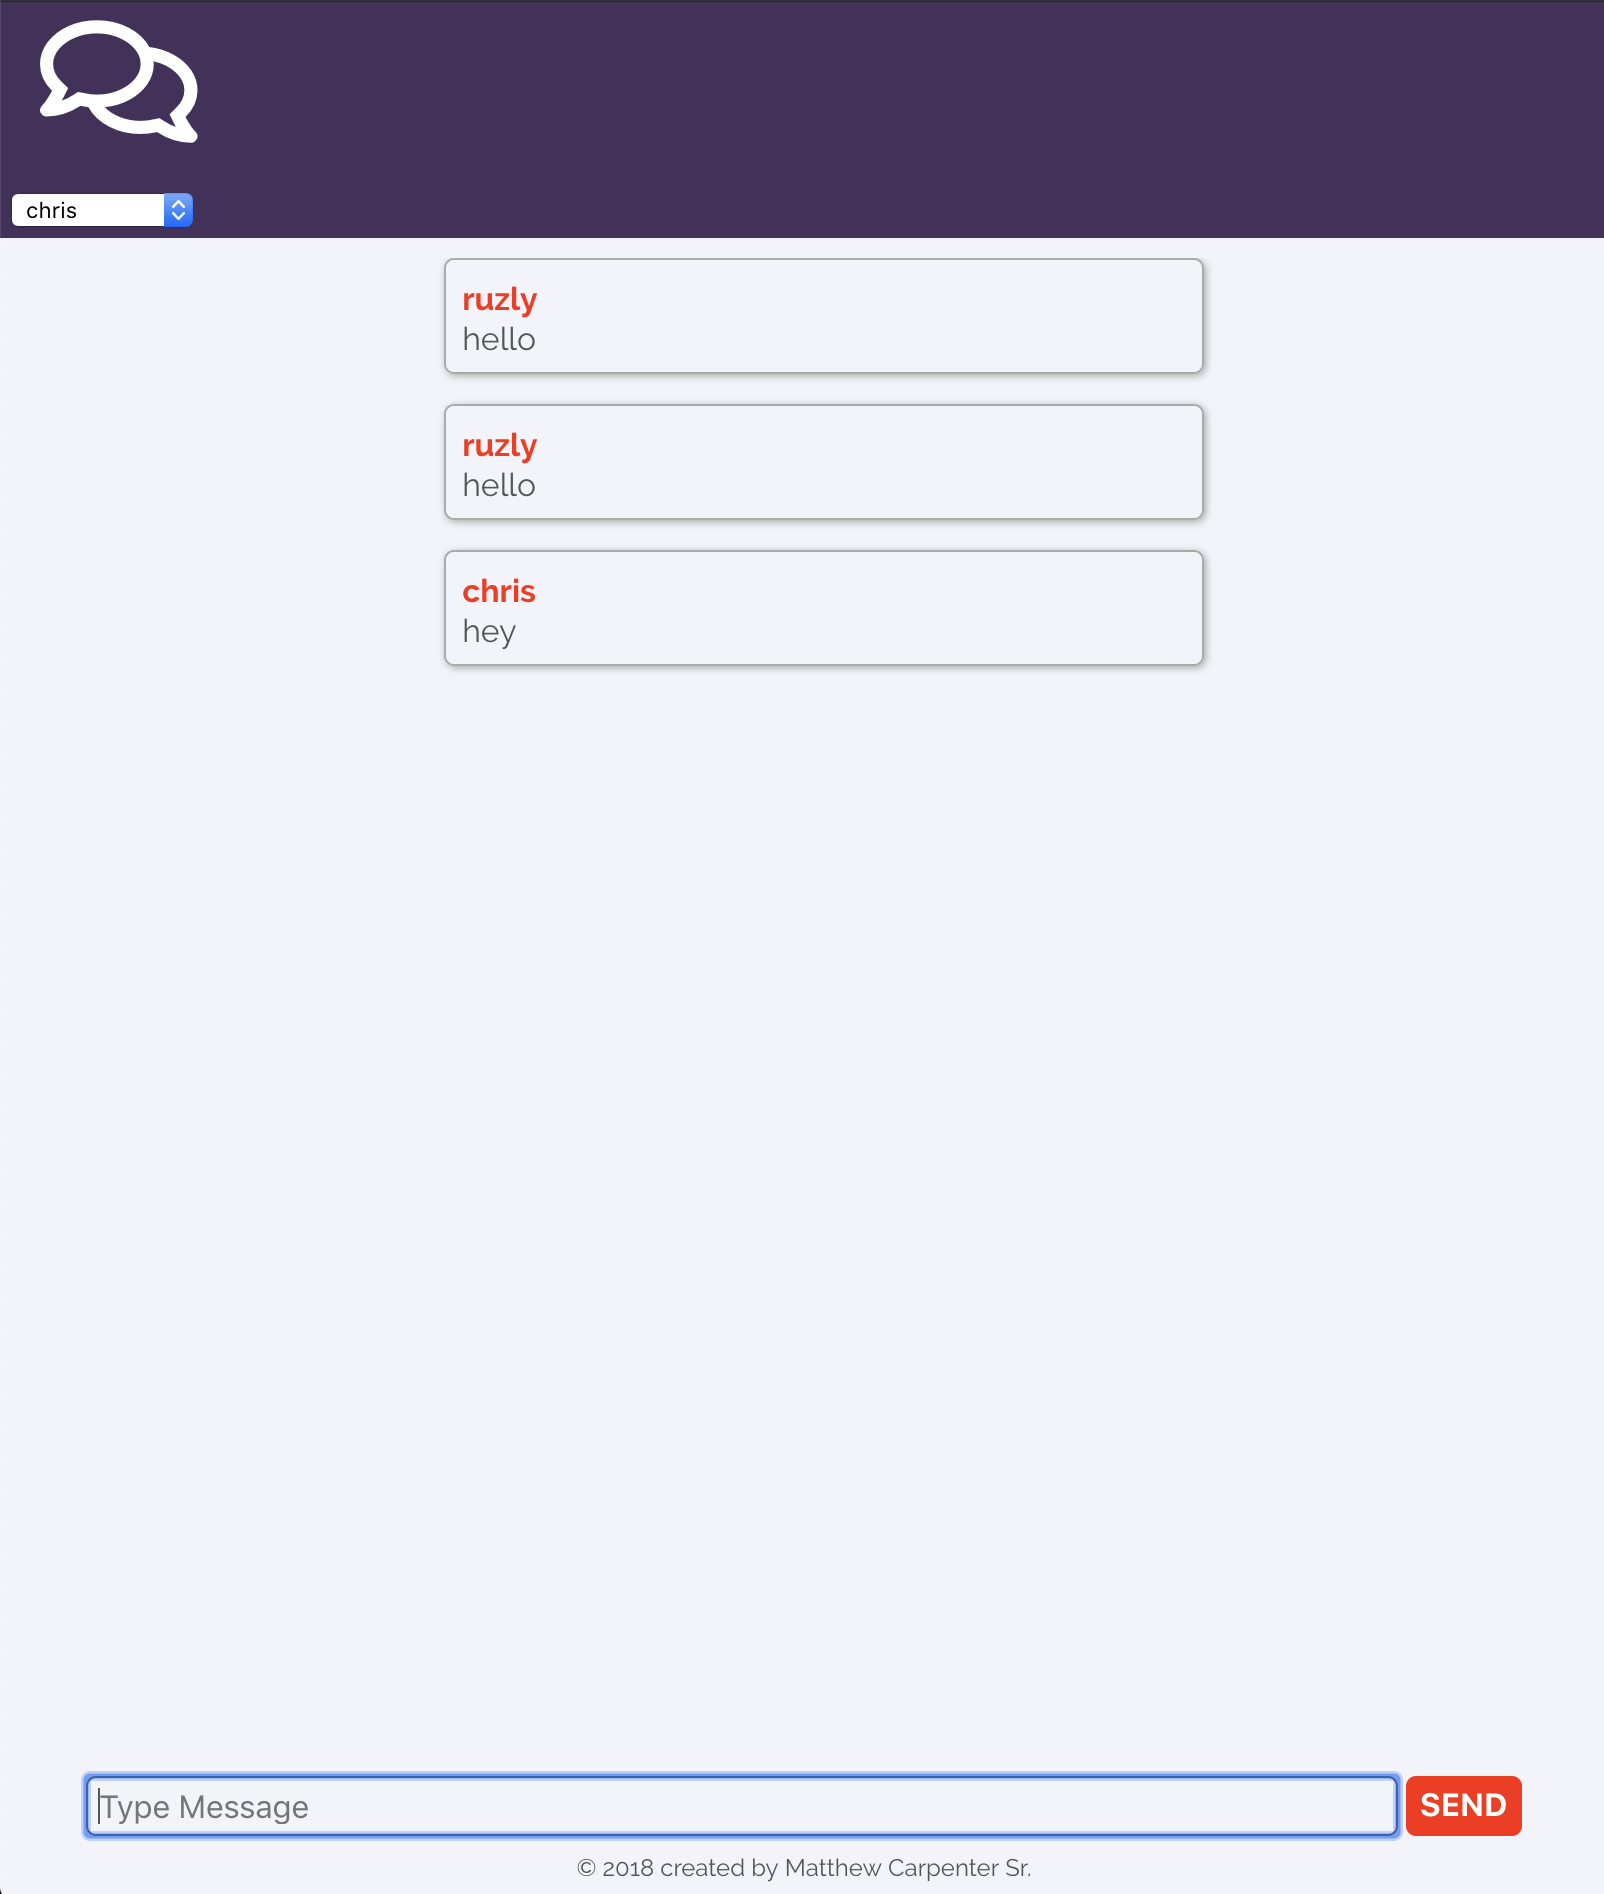 chris
ruzly
hello
ruzly
hello
chris
hey
Type Message
SEND
© 2018 created by Matthew Carpenter Sr.